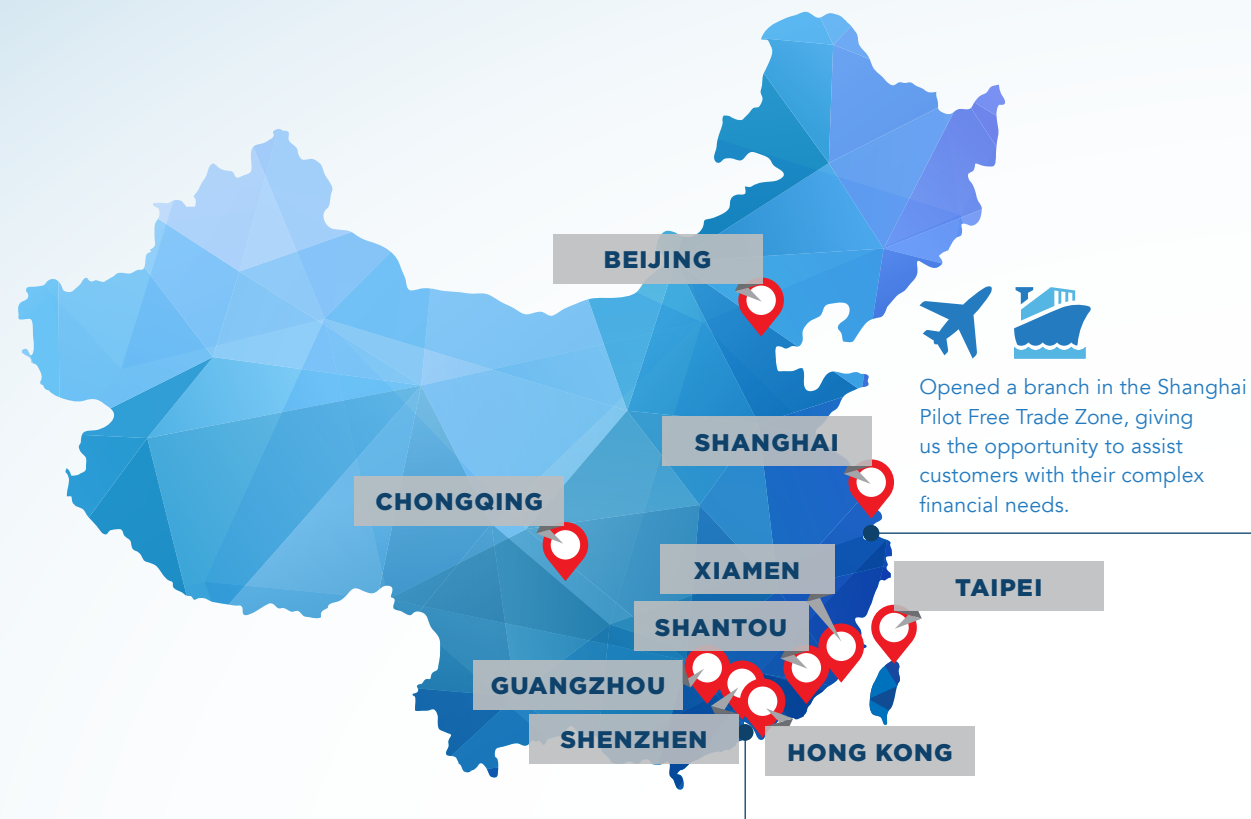 BEIJING
SHANGHAI
Opened a branch in the Shanghai
Pilot Free Trade Zone, giving
us the opportunity to assist
customers with their complex
financial needs.
CHONGQING
XIAMEN
TAIPEI
SHANTOU
GUANGZHOU
SHENZHEN
HONG KONG